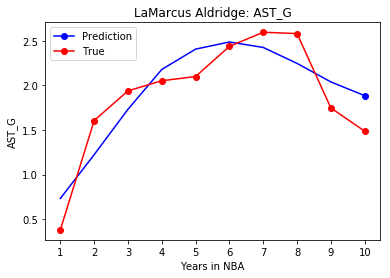 LaMarcus Aldridge: AST_G
Prediction
True
2.5
2.0
1.5
1.0
0.5
AST_G
1 2 3 4 5 6 7 8 9 10
Years in NBA